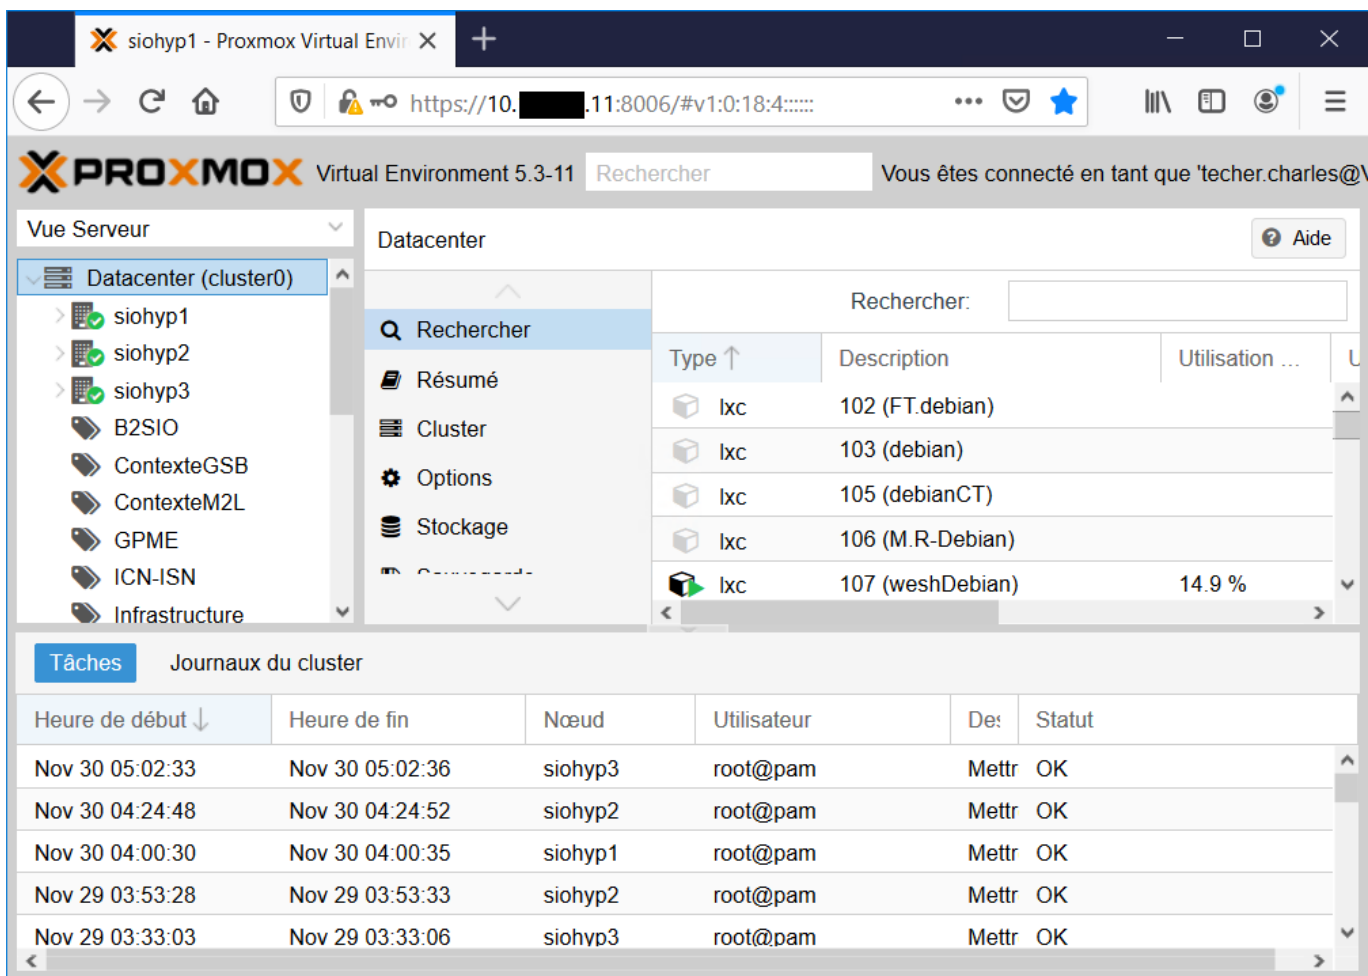 siohyp1 - Proxmox Virtual Envir
https://10. .11:8006/#v1:0:18:4::::::
PROXMOX Virtual Environment 5.3-11 Rechercher Vous êtes connecté en tant que 'techer.charles@
Vue Serveur
Datacenter
Aide
Datacenter (cluster0)
siohyp1
siohyp2
siohyp3
B2SIO
ContexteGSB
ContexteM2L
GPME
ICN-ISN
Infrastructure
Rechercher
Résumé
Cluster
Options
Stockage
Sauvegarde
Rechercher:
Type Description Utilisation ... U
lxc 102 (FT.debian)
lxc 103 (debian)
lxc 105 (debianCT)
lxc 106 (M.R-Debian)
lxc 107 (weshDebian) 14.9 %
Tâches Journaux du cluster
Heure de début Heure de fin Nœud Utilisateur Des Statut
Nov 30 05:02:33 Nov 30 05:02:36 siohyp3 root@pam Mettr OK
Nov 30 04:24:48 Nov 30 04:24:52 siohyp2 root@pam Mettr OK
Nov 30 04:00:30 Nov 30 04:00:35 siohyp1 root@pam Mettr OK
Nov 29 03:53:28 Nov 29 03:53:33 siohyp2 root@pam Mettr OK
Nov 29 03:33:03 Nov 29 03:33:06 siohyp3 root@pam Mettr OK